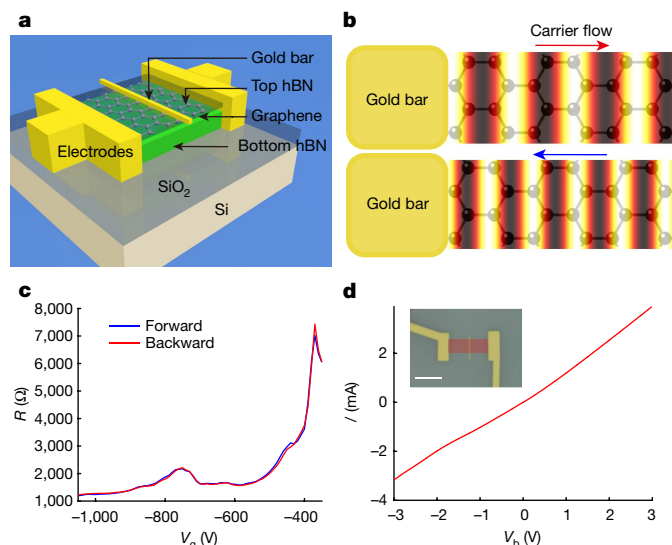 a
Gold bar
Top hBN
Graphene
Bottom hBN
Electrodes
SiO2
Si
b
Carrier flow
Gold bar
Gold bar
c
R (Ω)
8,000
7,000
6,000
5,000
4,000
3,000
2,000
1,000
Forward
Backward
−1,000 −800 −600 −400
(V)
d
I (mA)
2
0
−2
−4
−3 −2 −1 0 1 2 3
Vb (V)